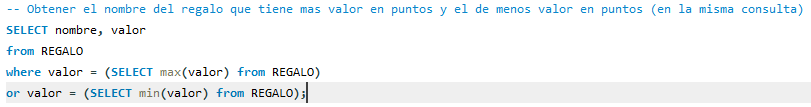 -- Obtener el nombre del regalo que tiene mas valor en puntos y el de menos valor en puntos (en la misma consulta)
SELECT nombre, valor
from REGALO
where valor = (SELECT max(valor) from REGALO)
or valor = (SELECT min(valor) from REGALO);